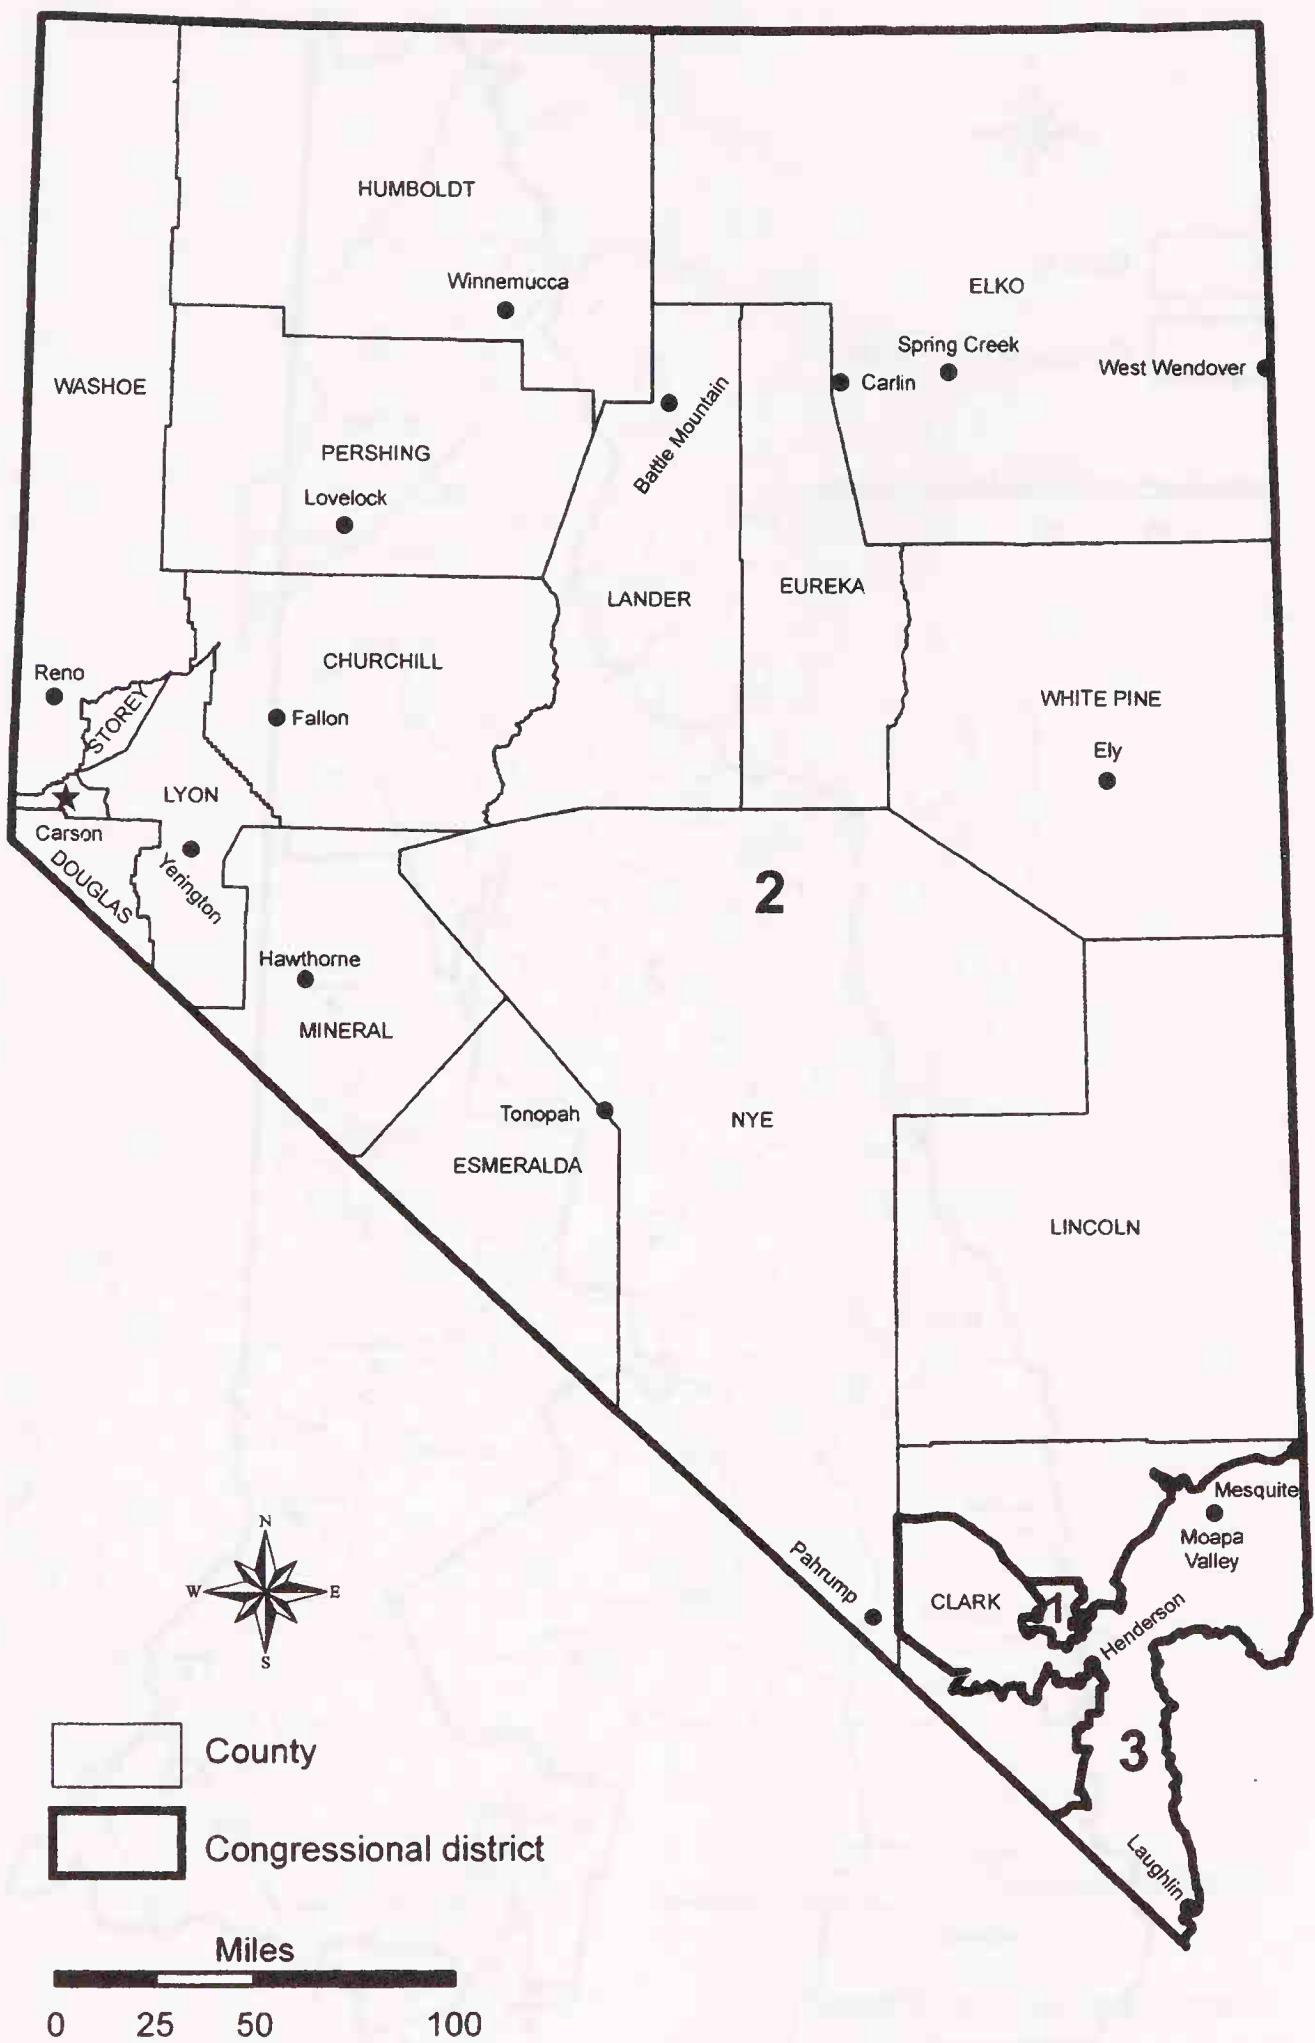 HUMBOLDT
Winnemucca
ELKO
Spring Creek
West Wendover
Carlin
WASHOE
Battle Mountain
PERSHING
Lovelock
LANDER
EUREKA
CHURCHILL
Reno
STOREY
Fallon
WHITE PINE
Ely
LYON
Carson
DOUGLAS
Yerington
2
Hawthorne
MINERAL
Tonopah
NYE
ESMERALDA
LINCOLN
Mesquite
Moapa
Valley
Pahrump
CLARK
1
Henderson
3
Laughlin
N
W
E
S
County
Congressional district
Miles
0 25 50 100